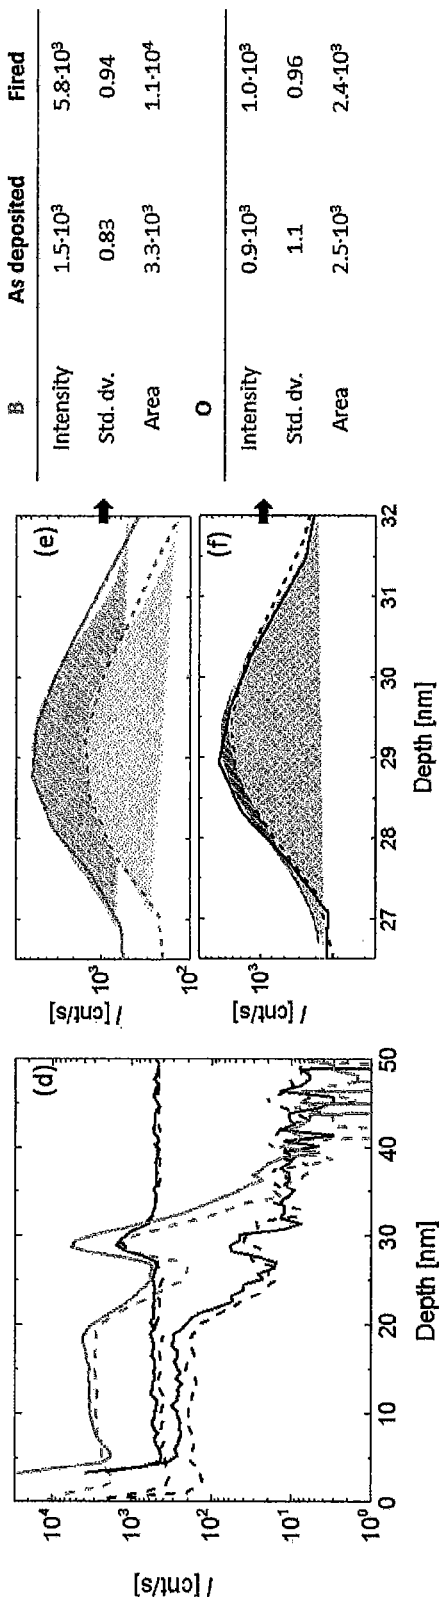 (d)
I [cnt/s]
10⁴
10³
10²
10¹
10⁰
0
10
20
30
40
50
Depth [nm]
(e)
I [cnt/s]
10³
10²
(f)
I [cnt/s]
10³
27
28
29
30
31
32
Depth [nm]
B As deposited Fired
Intensity 1.5·10³ 5.8·10³
Std. dv. 0.83 0.94
Area 3.3·10³ 1.1·10⁴
O
Intensity 0.9·10³ 1.0·10³
Std. dv. 1.1 0.96
Area 2.5·10³ 2.4·10³